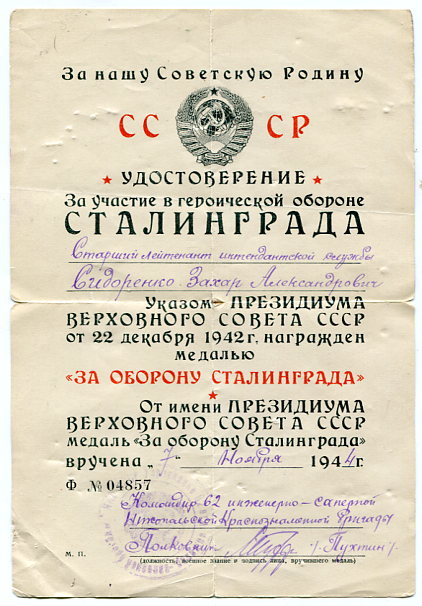 За нашу Советскую Родину
СС СР
УДОСТОВЕРЕНИЕ
За участие в героической обороне
СТАЛИНГРАДА
Старший лейтенант интендантской службы
Сидоренко Захар Александрович
Указом ПРЕЗИДИУМА
ВЕРХОВНОГО СОВЕТА СССР
от 22 декабря 1942 г. награжден
медалью
«ЗА ОБОРОНУ СТАЛИНГРАДА»
От имени ПРЕЗИДИУМА
ВЕРХОВНОГО СОВЕТА СССР
медаль «За оборону Сталинграда»
вручена „7" Ноября 1944 г.
Ф № 04857
Командир 62 инженерно-саперной
Никопольской Краснознаменной бригады
Полковник /Пухтин/
М. П.
(должность, военное звание и подпись лица, вручившего медаль)